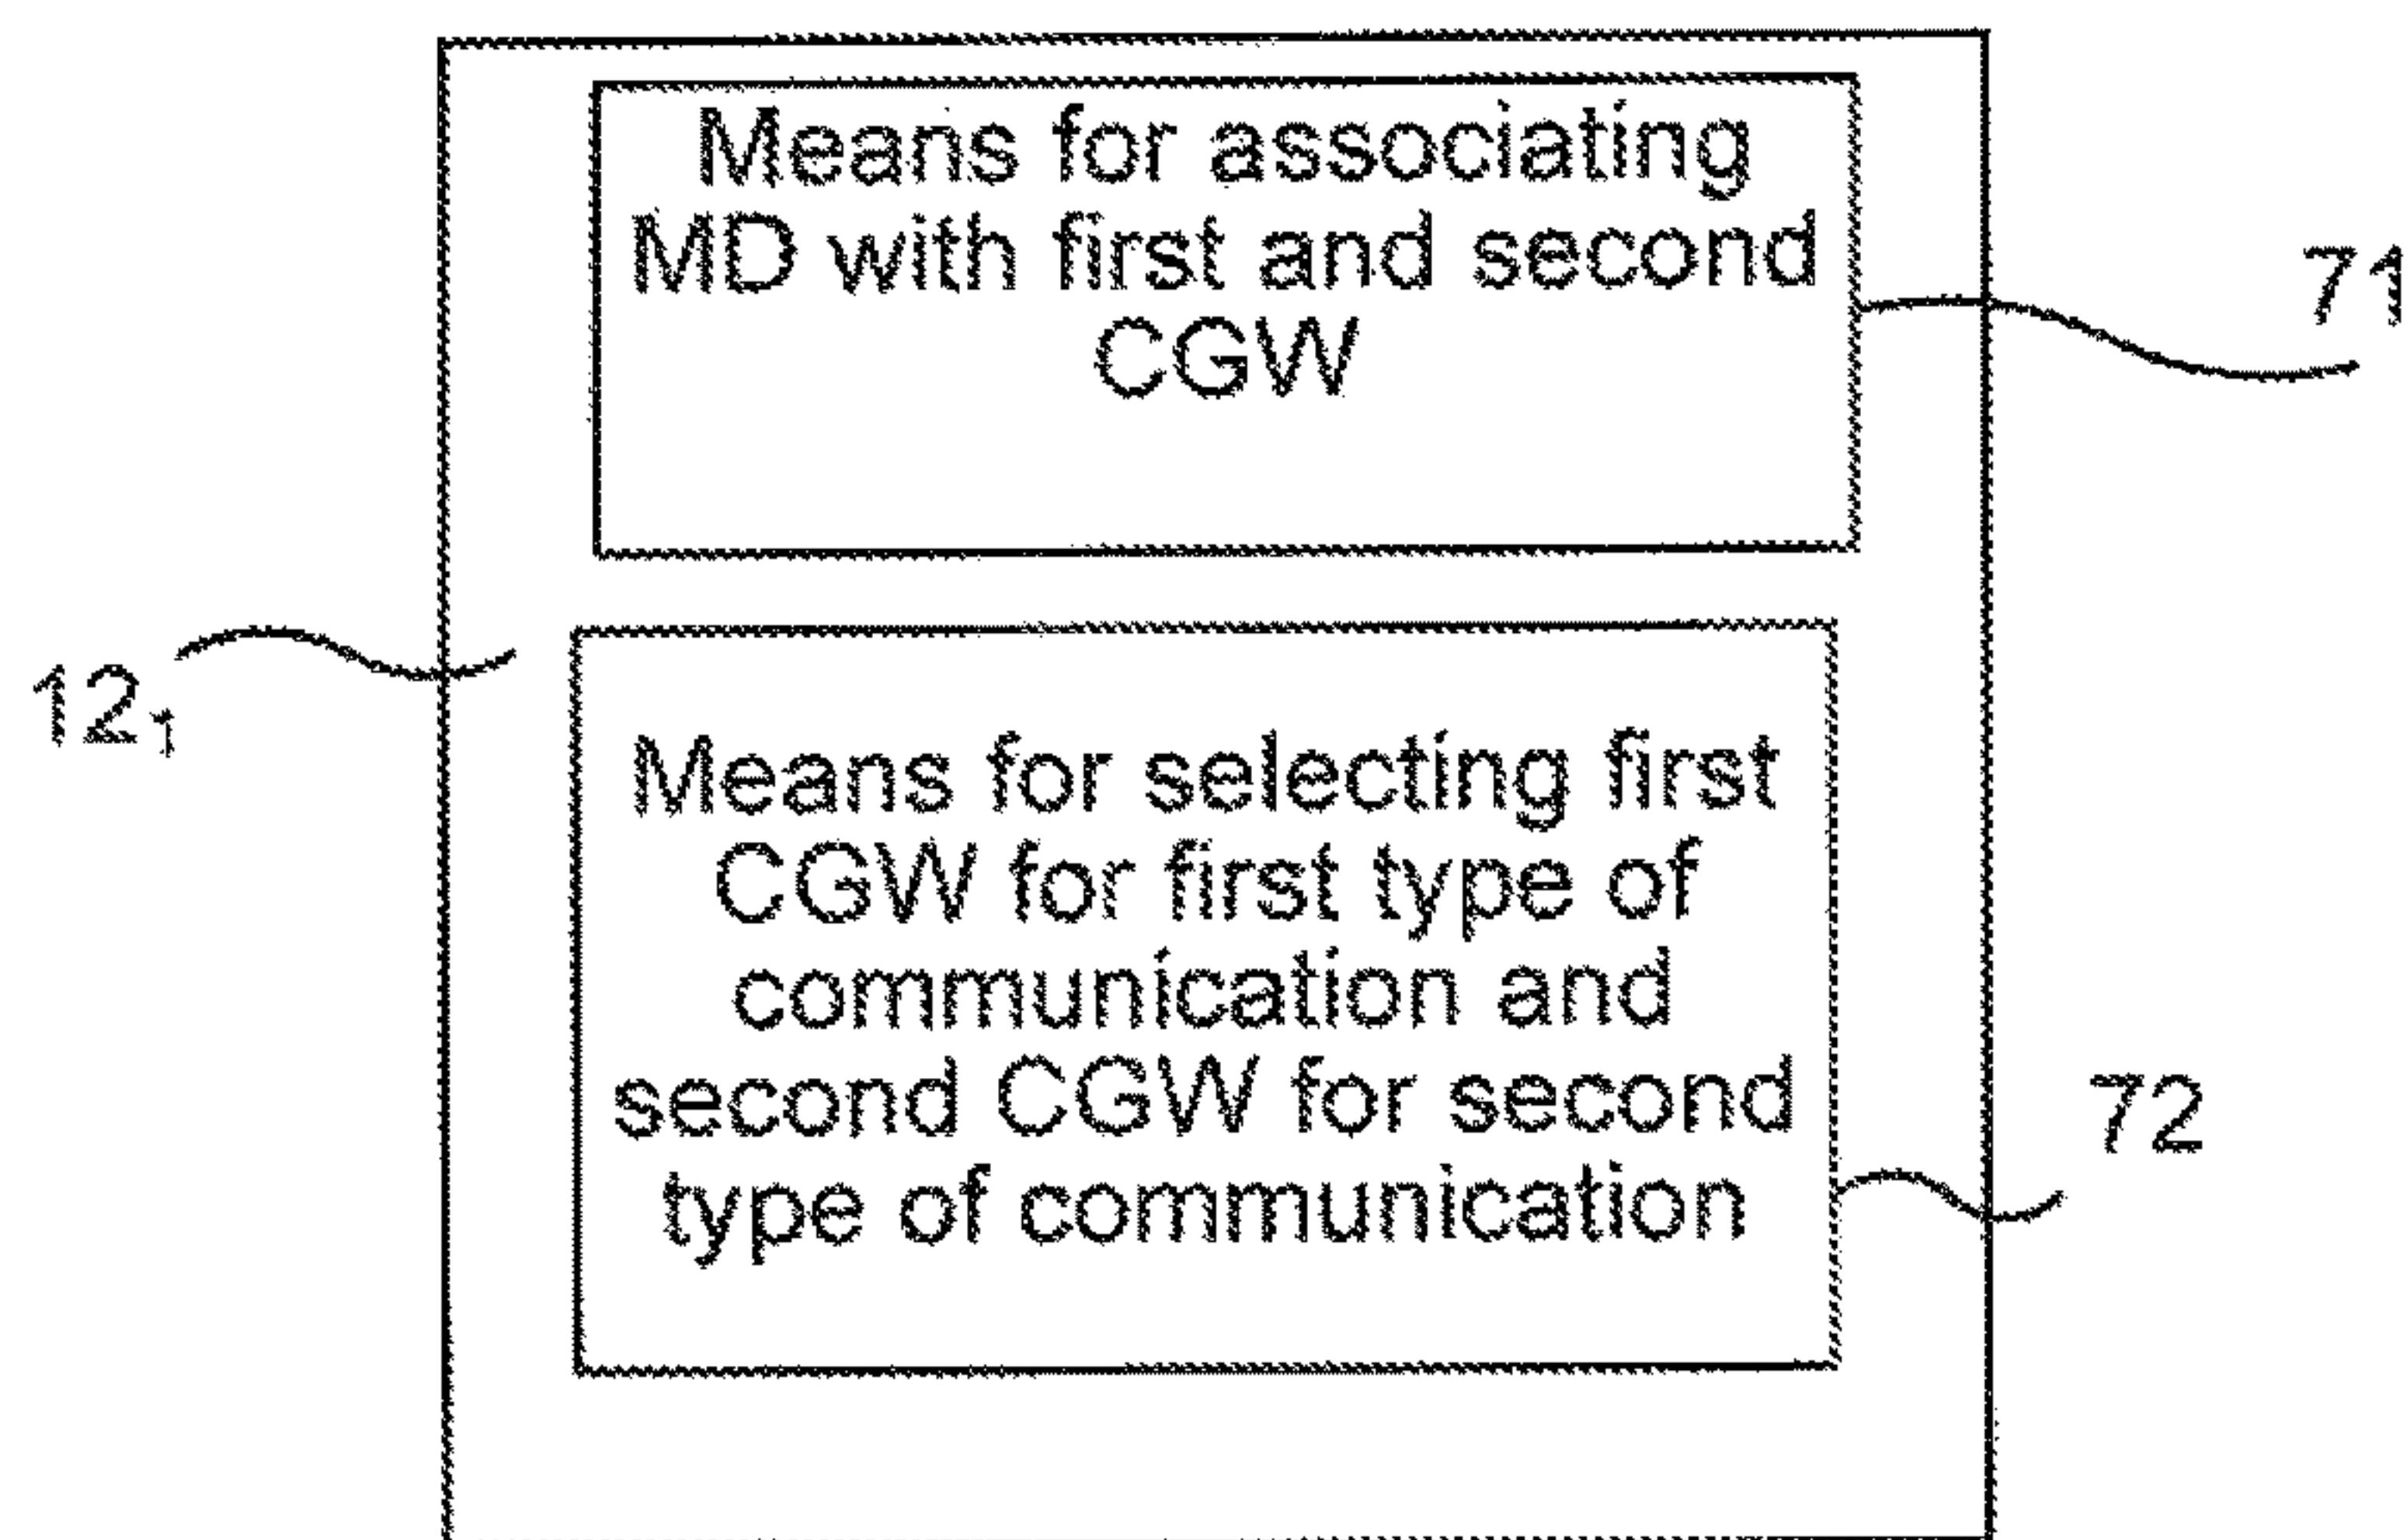 Means for associating
MD with first and second
CGW
71
12₁
Means for selecting first
CGW for first type of
communication and
second CGW for second
type of communication
72